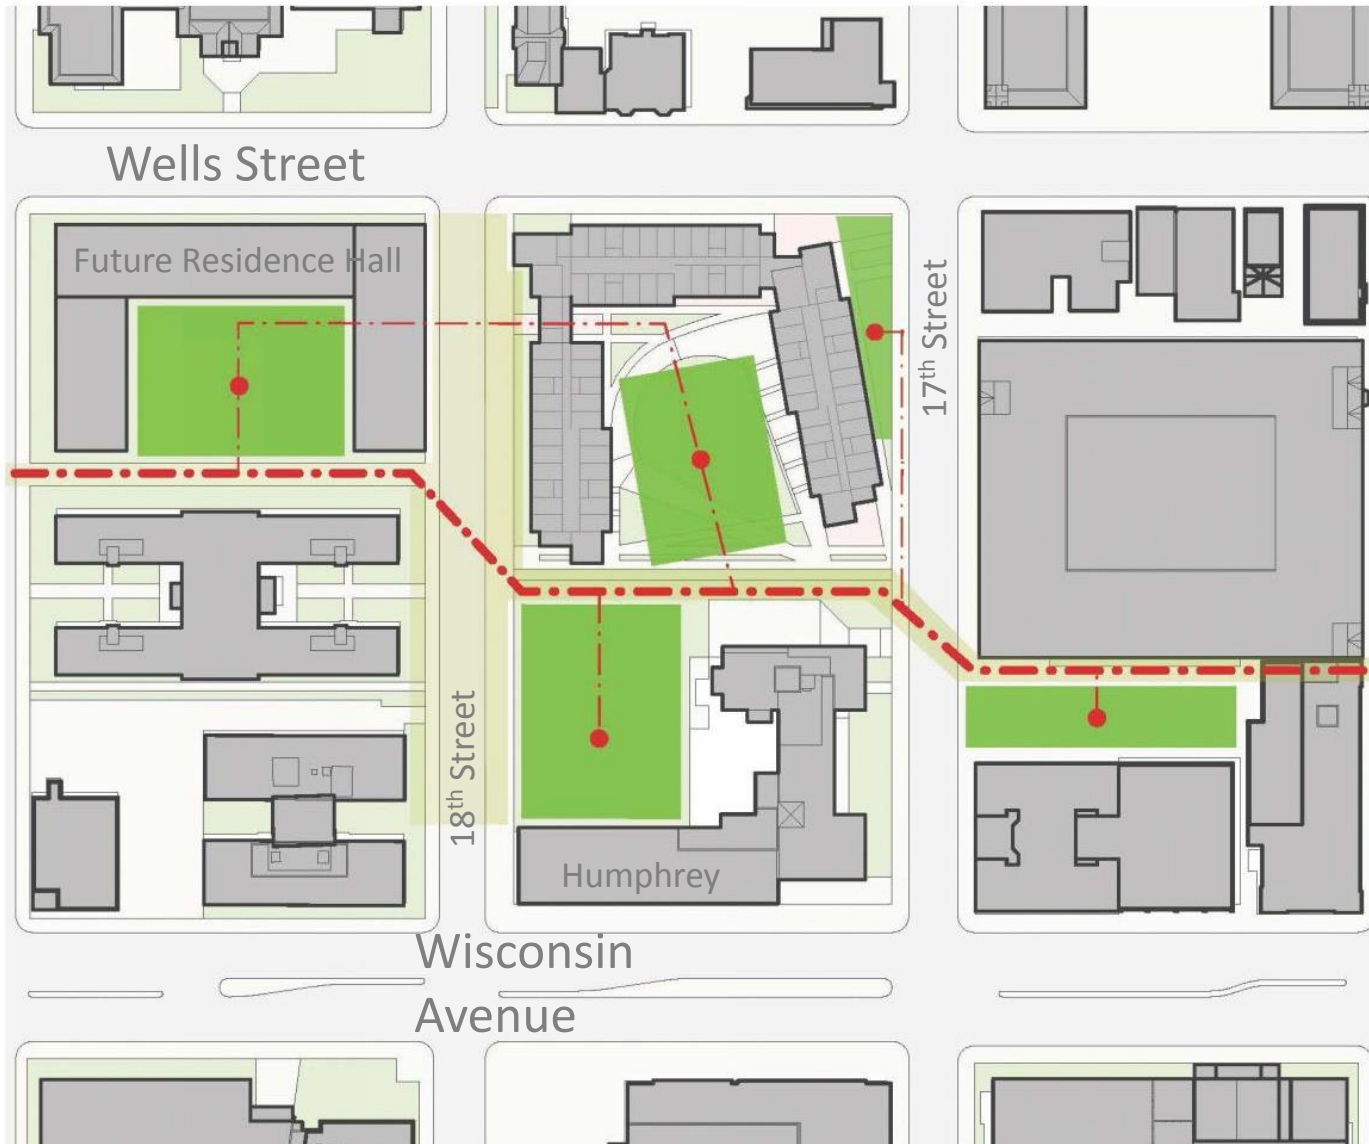 Wells Street
Future Residence Hall
17th Street
18th Street
Humphrey
Wisconsin
Avenue